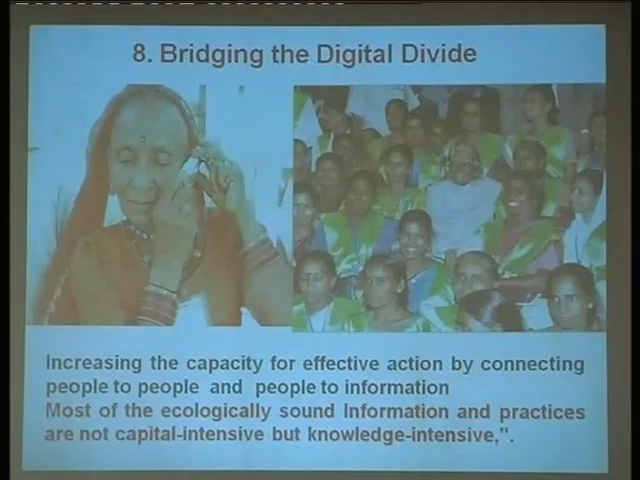 8. Bridging the Digital Divide
Increasing the capacity for effective action by connecting
people to people and people to information
Most of the ecologically sound Information and practices
are not capital-intensive but knowledge-intensive,".